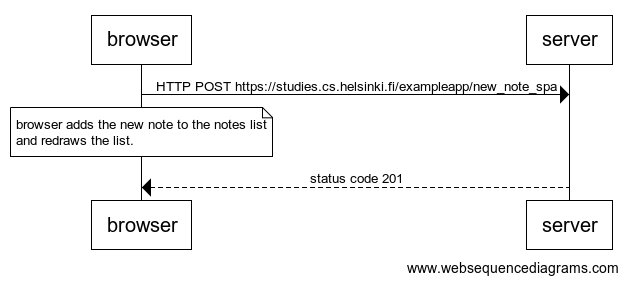 browser
server
HTTP POST https://studies.cs.helsinki.fi/exampleapp/new_note_spa
browser adds the new note to the notes list
and redraws the list.
status code 201
browser
server
www.websequencediagrams.com